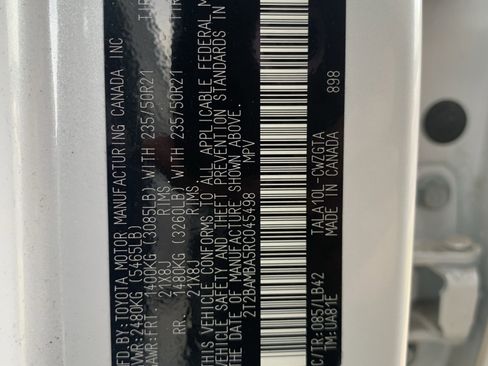 MFD. BY: TOYOTA MOTOR MANUFACTURING CANADA INC
GVWR: 2480KG (5465LB)
GAWR: FRT. 1400KG (3085LB) WITH 235/50R21 TIR
21X8J RIMS
RR. 1480KG (3260LB) WITH 235/50R21 TIR
21X8J RIMS
THIS VEHICLE CONFORMS TO ALL APPLICABLE FEDERAL M
VEHICLE SAFETY AND THEFT PREVENTION STANDARDS
THE DATE OF MANUFACTURE SHOWN ABOVE.
2T2BAMBA5RC045498 MPV
C/TR: 085/LB42 TALA10L-CWZGTA 898
TM: UA81E MADE IN CANADA